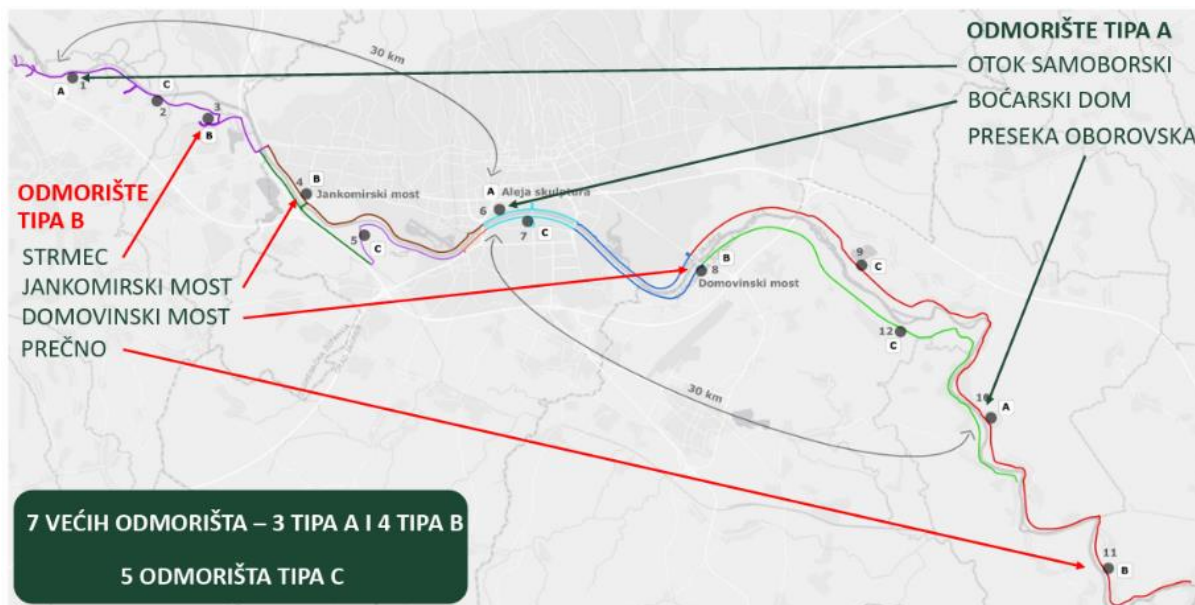 ODMORIŠTE TIPA A
OTOK SAMOBORSKI
BOĆARSKI DOM
PRESEKA OBOROVSKA
30 km
A
1
C
2
3
B
ODMORIŠTE
TIPA B
STRMEC
JANKOMIRSKI MOST
DOMOVINSKI MOST
PREČNO
4
B
Jankomirski most
5
C
A
Aleja skulptura
6
7
C
B
8
Domovinski most
9
C
12
C
30 km
10
A
11
B
7 VEĆIH ODMORIŠTA – 3 TIPA A I 4 TIPA B
5 ODMORIŠTA TIPA C